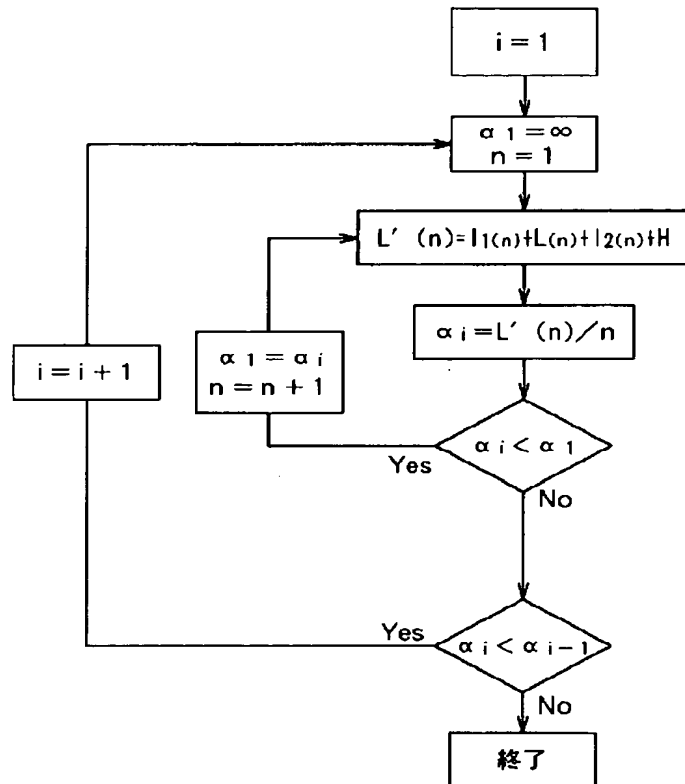 i = 1
α 1 = ∞
n = 1
L′ (n)=l1(n)+L(n)+l2(n)+H
α i = L′ (n)/n
α 1 = α i
n = n + 1
i = i + 1
α i < α 1
Yes
No
α i < α i-1
Yes
No
終了